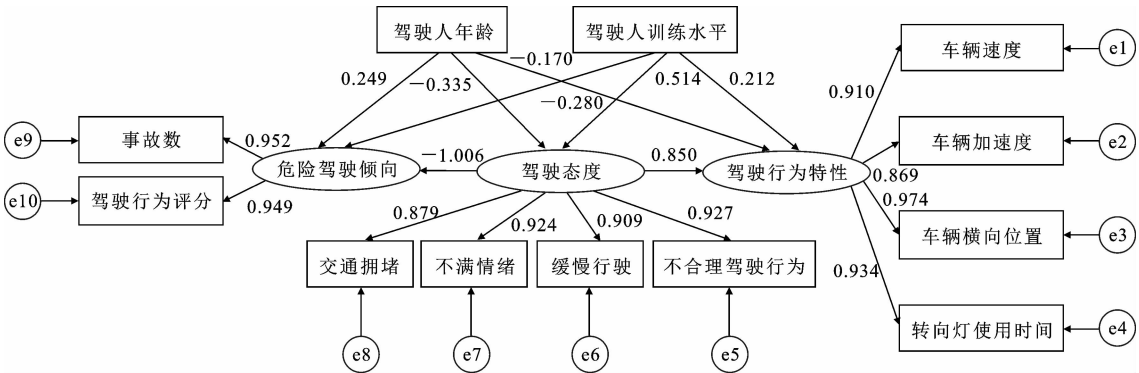 驾驶人年龄
驾驶人训练水平
车辆速度
e1
0.249
−0.335
−0.170
−0.280
0.514
0.212
0.910
e9
事故数
0.952
车辆加速度
e2
危险驾驶倾向
−1.006
驾驶态度
0.850
驾驶行为特性
0.869
e10
驾驶行为评分
0.949
0.879
0.924
0.909
0.927
0.974
车辆横向位置
e3
交通拥堵
不满情绪
缓慢行驶
不合理驾驶行为
0.934
转向灯使用时间
e4
e8
e7
e6
e5